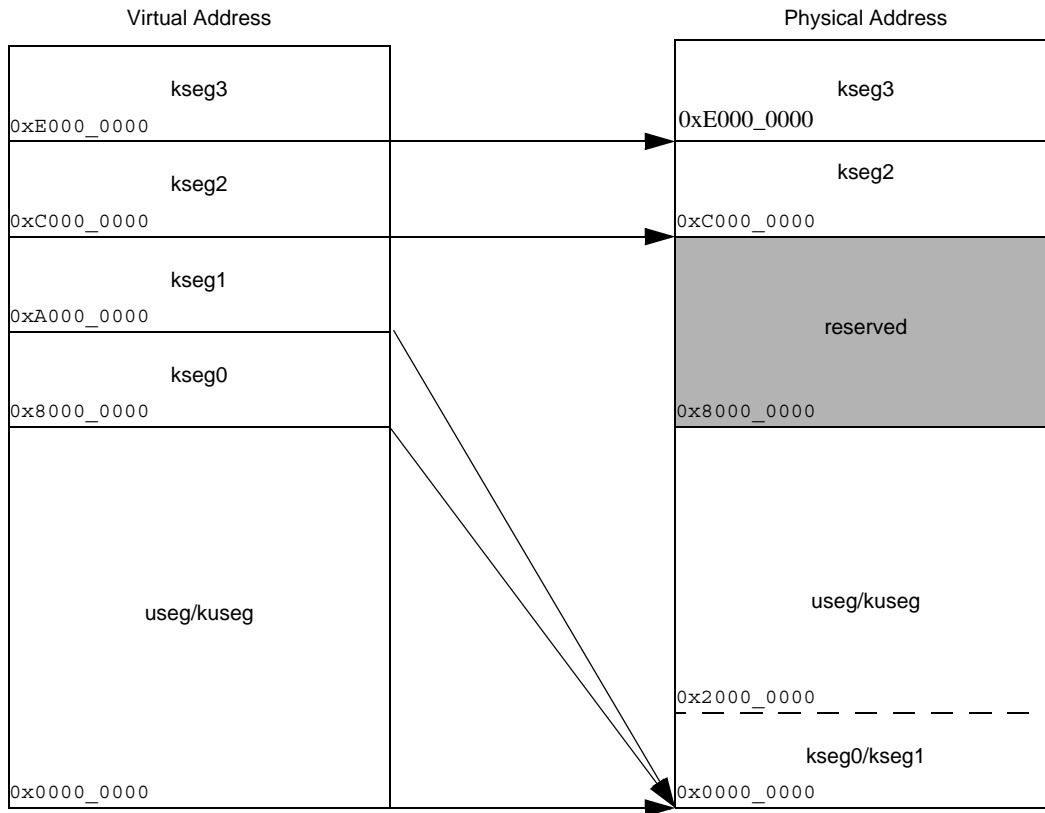 Virtual Address
Physical Address
kseg3
0xE000_0000
kseg2
0xC000_0000
kseg1
0xA000_0000
kseg0
0x8000_0000
useg/kuseg
0x0000_0000
kseg3
0xE000_0000
kseg2
0xC000_0000
reserved
0x8000_0000
useg/kuseg
0x2000_0000
kseg0/kseg1
0x0000_0000